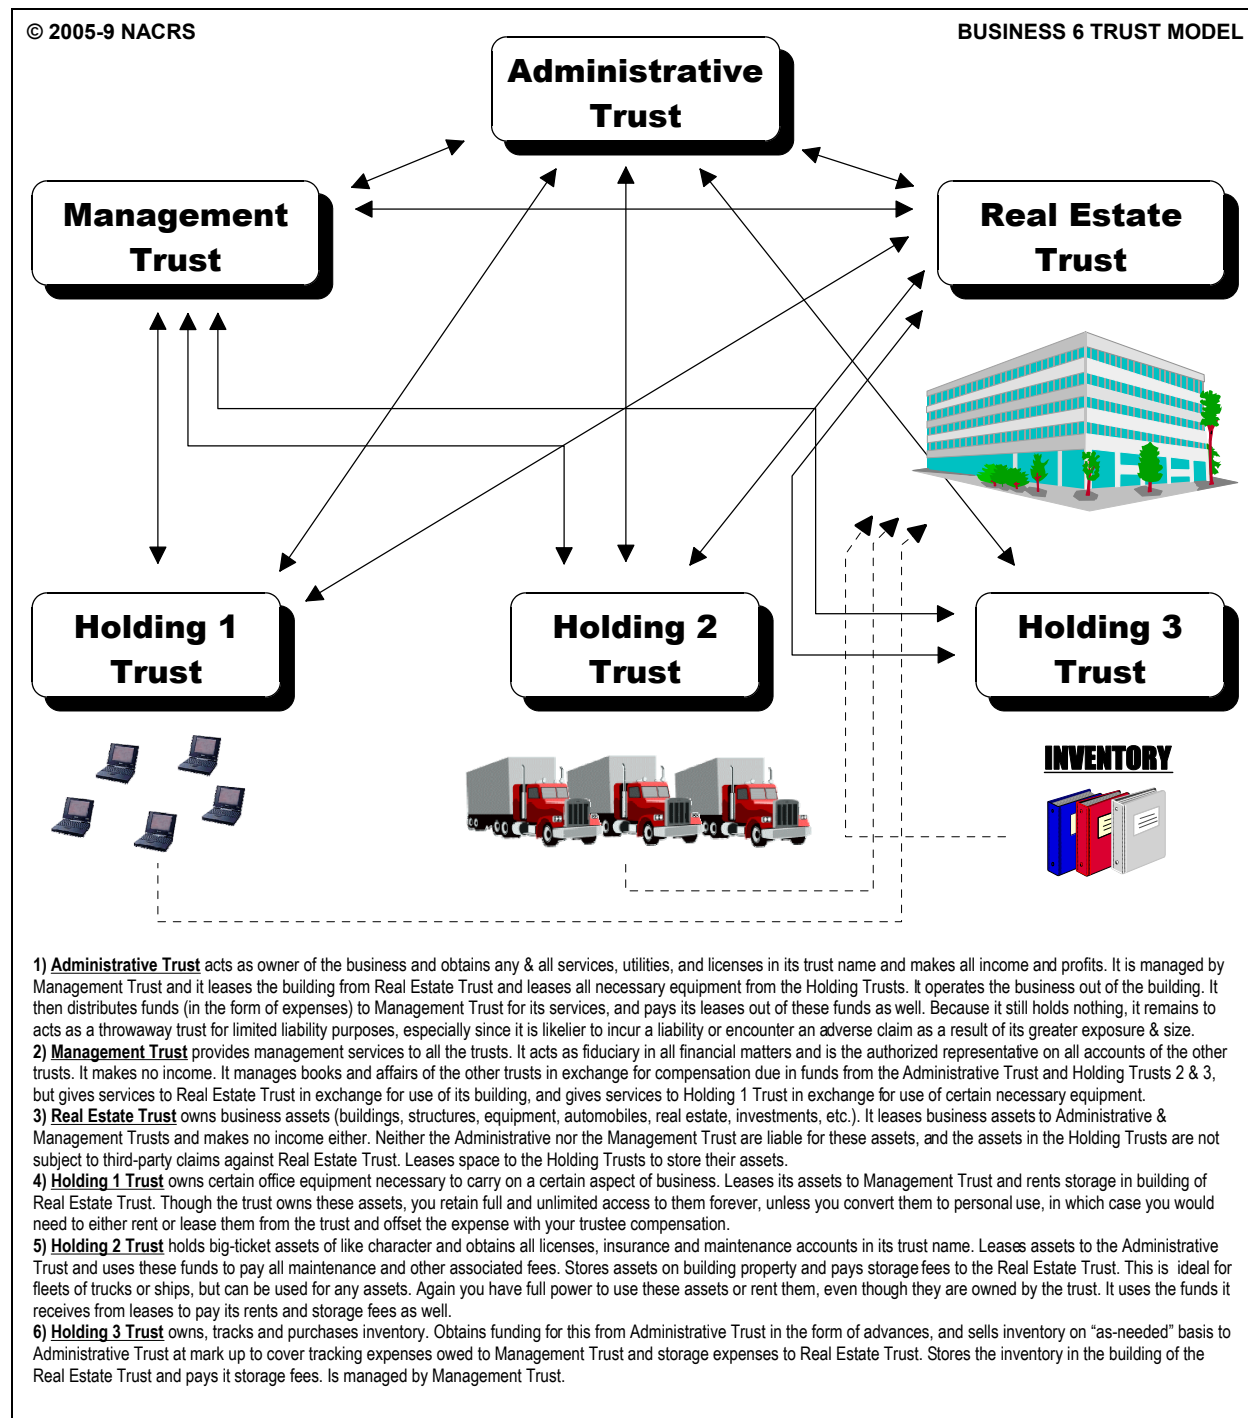 © 2005-9 NACRS
BUSINESS 6 TRUST MODEL
Administrative
Trust
Management
Trust
Real Estate
Trust
Holding 1
Trust
Holding 2
Trust
Holding 3
Trust
INVENTORY
1) Administrative Trust acts as owner of the business and obtains any & all services, utilities, and licenses in its trust name and makes all income and profits. It is managed by
Management Trust and it leases the building from Real Estate Trust and leases all necessary equipment from the Holding Trusts. It operates the business out of the building. It
then distributes funds (in the form of expenses) to Management Trust for its services, and pays its leases out of these funds as well. Because it still holds nothing, it remains to
acts as a throwaway trust for limited liability purposes, especially since it is likelier to incur a liability or encounter an adverse claim as a result of its greater exposure & size.
2) Management Trust provides management services to all the trusts. It acts as fiduciary in all financial matters and is the authorized representative on all accounts of the other
trusts. It makes no income. It manages books and affairs of the other trusts in exchange for compensation due in funds from the Administrative Trust and Holding Trusts 2 & 3,
but gives services to Real Estate Trust in exchange for use of its building, and gives services to Holding 1 Trust in exchange for use of certain necessary equipment.
3) Real Estate Trust owns business assets (buildings, structures, equipment, automobiles, real estate, investments, etc.). It leases business assets to Administrative &
Management Trusts and makes no income either. Neither the Administrative nor the Management Trust are liable for these assets, and the assets in the Holding Trusts are not
subject to third-party claims against Real Estate Trust. Leases space to the Holding Trusts to store their assets.
4) Holding 1 Trust owns certain office equipment necessary to carry on a certain aspect of business. Leases its assets to Management Trust and rents storage in building of
Real Estate Trust. Though the trust owns these assets, you retain full and unlimited access to them forever, unless you convert them to personal use, in which case you would
need to either rent or lease them from the trust and offset the expense with your trustee compensation.
5) Holding 2 Trust holds big-ticket assets of like character and obtains all licenses, insurance and maintenance accounts in its trust name. Leases assets to the Administrative
Trust and uses these funds to pay all maintenance and other associated fees. Stores assets on building property and pays storage fees to the Real Estate Trust. This is ideal for
fleets of trucks or ships, but can be used for any assets. Again you have full power to use these assets or rent them, even though they are owned by the trust. It uses the funds it
receives from leases to pay its rents and storage fees as well.
6) Holding 3 Trust owns, tracks and purchases inventory. Obtains funding for this from Administrative Trust in the form of advances, and sells inventory on “as-needed” basis to
Administrative Trust at mark up to cover tracking expenses owed to Management Trust and storage expenses to Real Estate Trust. Stores the inventory in the building of the
Real Estate Trust and pays it storage fees. Is managed by Management Trust.